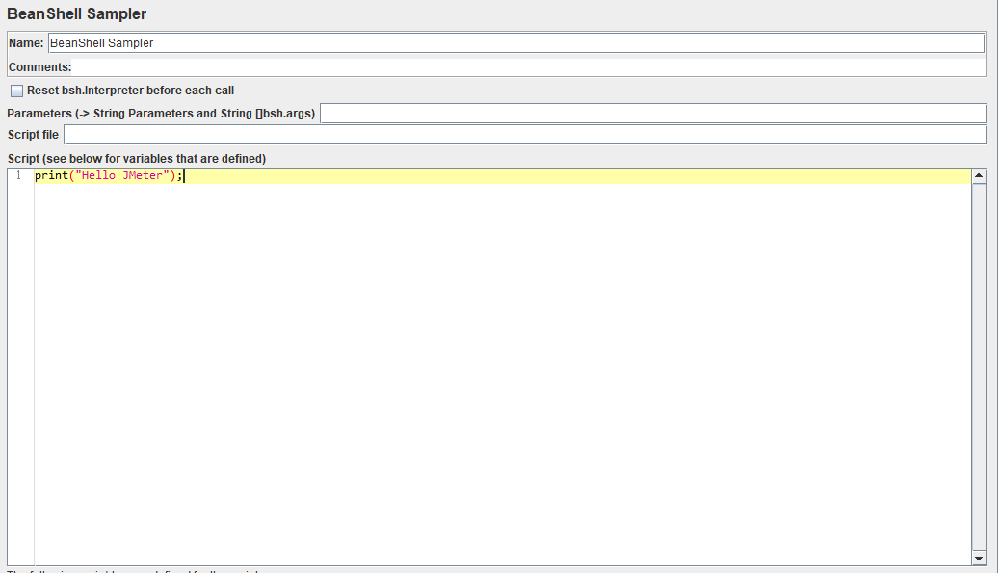 BeanShell Sampler
Name: BeanShell Sampler
Comments:
Reset bsh.Interpreter before each call
Parameters (-> String Parameters and String []bsh.args)
Script file
Script (see below for variables that are defined)
1 print("Hello JMeter");